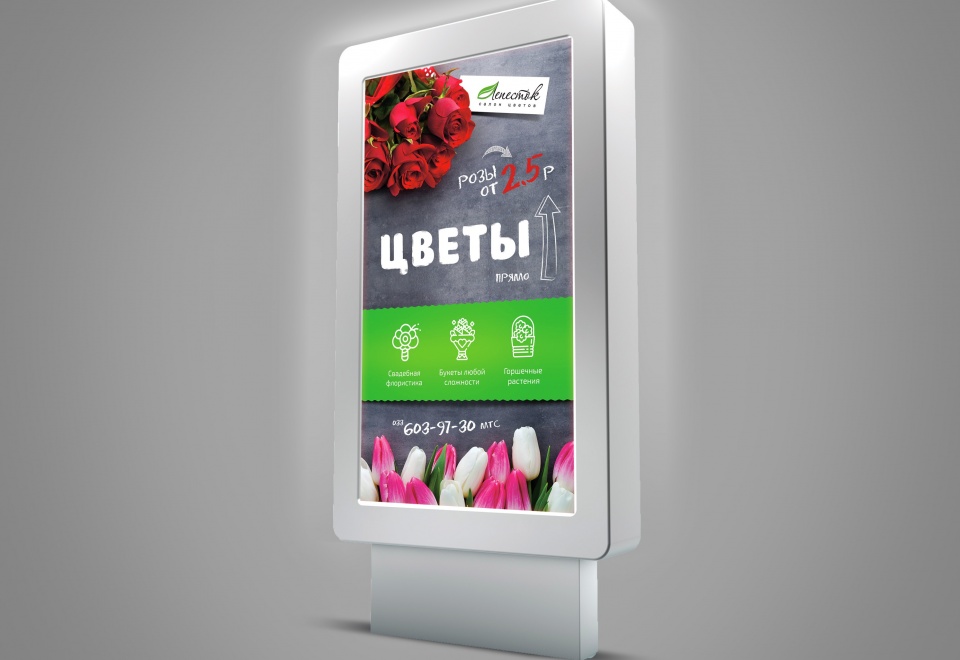 Лепесток
салон цветов
РОЗЫ
ОТ 2.5 Р
ЦВЕТЫ
ПРЯМО
Свадебная
флористика
Букеты любой
сложности
Горшечные
растения
033 603-97-30 МТС